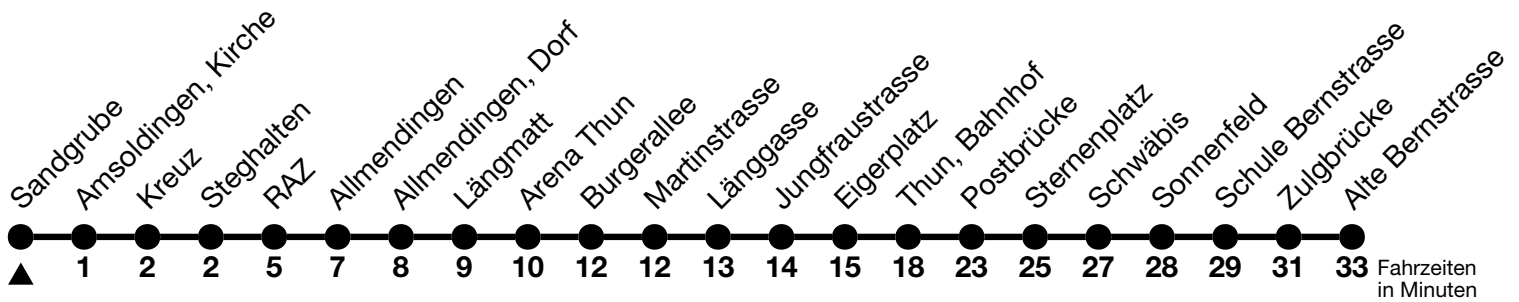 Sandgrube
Amsoldingen, Kirche
Kreuz
Steghalten
RAZ
Allmendingen
Allmendingen, Dorf
Längmatt
Arena Thun
Burgerallee
Martinstrasse
Länggasse
Jungfraustrasse
Eigerplatz
Thun, Bahnhof
Postbrücke
Sternenplatz
Schwäbis
Sonnenfeld
Schule Bernstrasse
Zulgbrücke
Alte Bernstrasse
1 2 2 5 7 8 9 10 12 12 13 14 15 18 23 25 27 28 29 31 33 Fahrzeiten
in Minuten